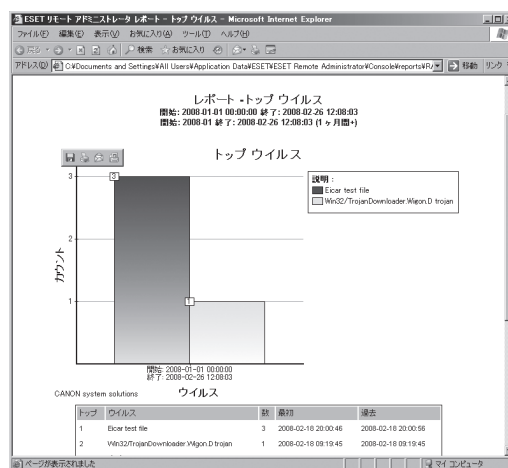 ESET リモート アドミニストレータ レポート - トップ ウイルス - Microsoft Internet Explorer
ファイル(F) 編集(E) 表示(V) お気に入り(A) ツール(T) ヘルプ(H)
戻る 検索 お気に入り
アドレス(D) C:¥Documents and Settings¥All Users¥Application Data¥ESET¥ESET Remote Administrator¥Console¥reports¥R 移動 リンク
レポート -トップ ウイルス
開始: 2008-01-01 00:00:00 終了: 2008-02-26 12:08:03
開始: 2008-01 終了: 2008-02-26 12:08:03 (1ヶ月間+)
トップ ウイルス
説明 :
Eicar test file
Win32/TrojanDownloader.Wigon.D trojan
カウント
3
2
1
3
1
開始: 2008-01-01 00:00:00
終了: 2008-02-26 12:08:03
ウイルス
CANON system solutions
トップ ウイルス 数 最初 過去
1 Eicar test file 3 2008-02-18 20:00:46 2008-02-18 20:00:56
2 Win32/TrojanDownloader.Wigon.D trojan 1 2008-02-18 09:19:45 2008-02-18 09:19:45
ページが表示されました マイ コンピュータ